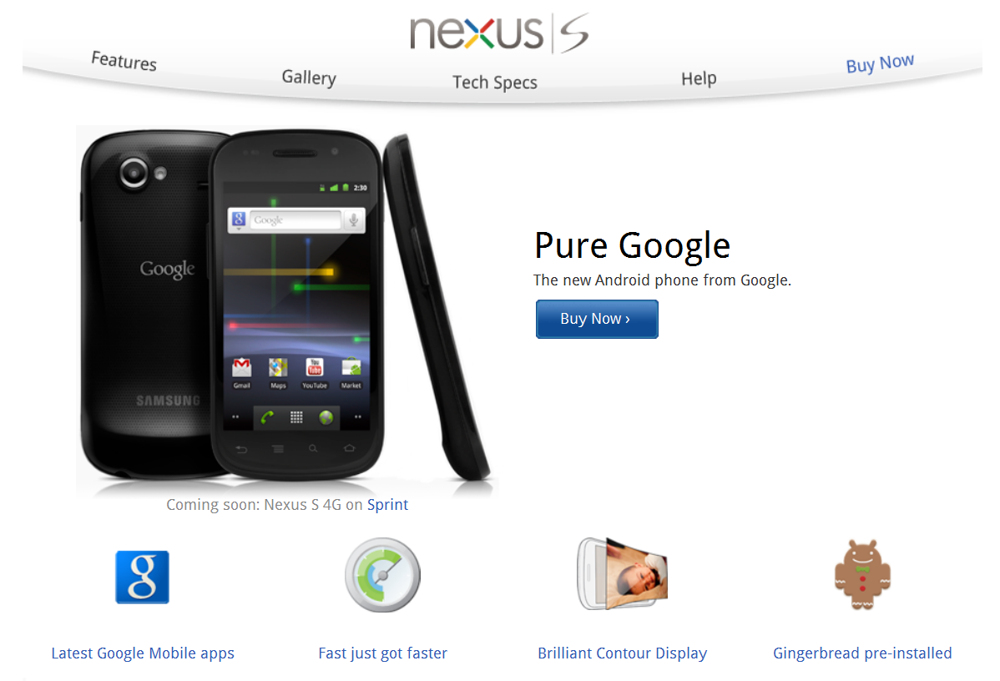 nexus S
Features
Gallery
Tech Specs
Help
Buy Now
2:30
Google
Google
SAMSUNG
Gmail
Maps
YouTube
Market
Pure Google
The new Android phone from Google.
Buy Now ›
Coming soon: Nexus S 4G on Sprint
Latest Google Mobile apps
Fast just got faster
Brilliant Contour Display
Gingerbread pre-installed